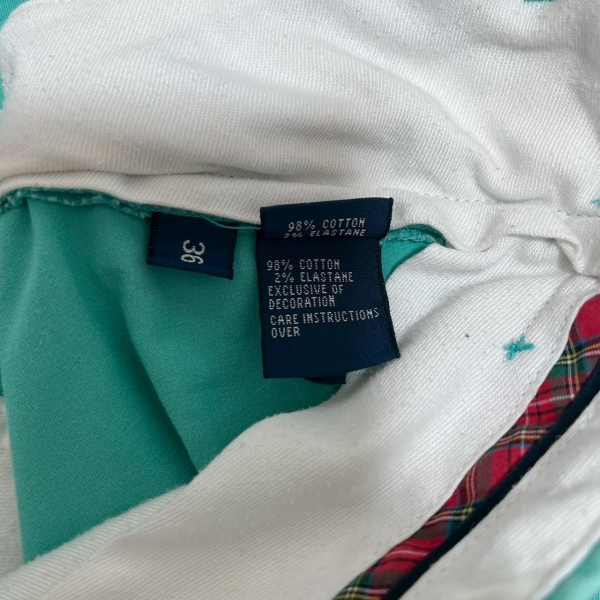 36
98% COTTON
2% ELASTANE
98% COTTON
2% ELASTANE
EXCLUSIVE OF
DECORATION
CARE INSTRUCTIONS
OVER